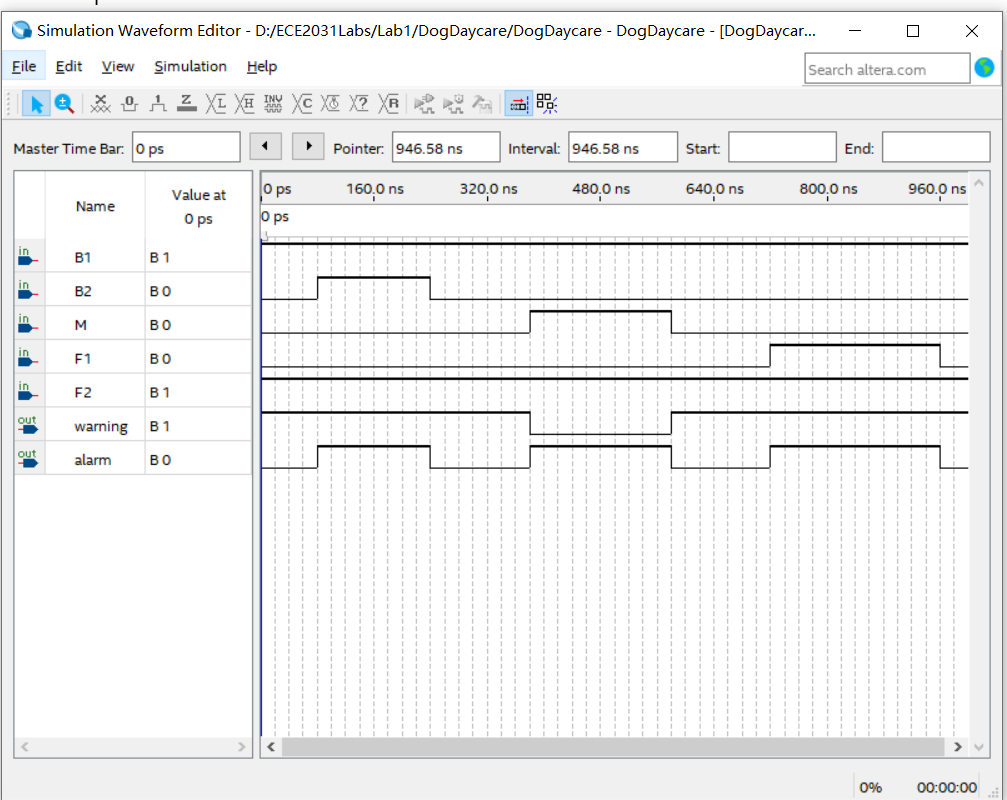 Simulation Waveform Editor - D:/ECE2031Labs/Lab1/DogDaycare/DogDaycare - DogDaycare - [DogDaycar...
File Edit View Simulation Help Search altera.com
Master Time Bar: 0 ps Pointer: 946.58 ns Interval: 946.58 ns Start: End:
Name Value at 0 ps
0 ps 160.0 ns 320.0 ns 480.0 ns 640.0 ns 800.0 ns 960.0 ns
0 ps
in B1 B 1
in B2 B 0
in M B 0
in F1 B 0
in F2 B 1
out warning B 1
out alarm B 0
0% 00:00:00